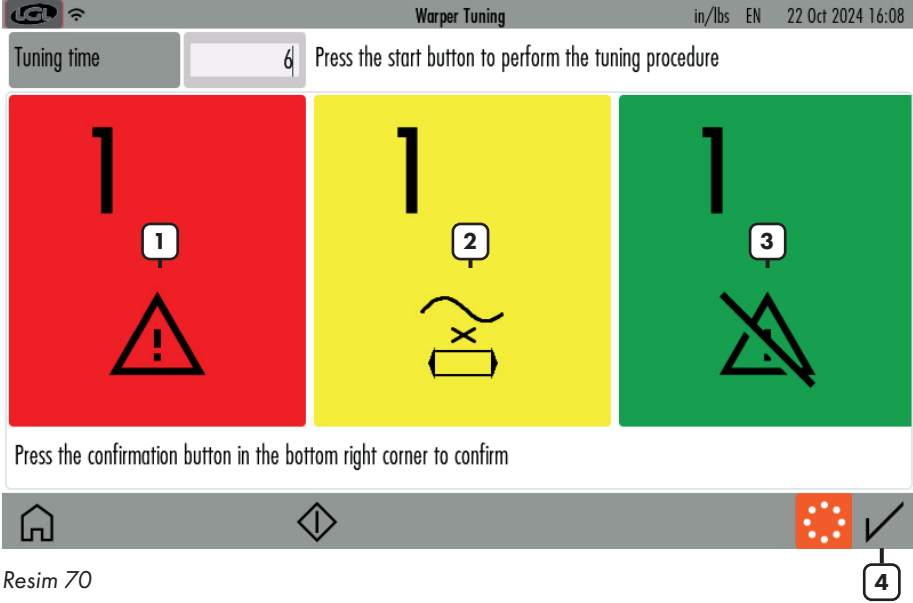 LGL Warper Tuning in/lbs EN 22 Oct 2024 16:08
Tuning time 6 Press the start button to perform the tuning procedure
1 1 1
1 2 3
Press the confirmation button in the bottom right corner to confirm
Resim 70
4